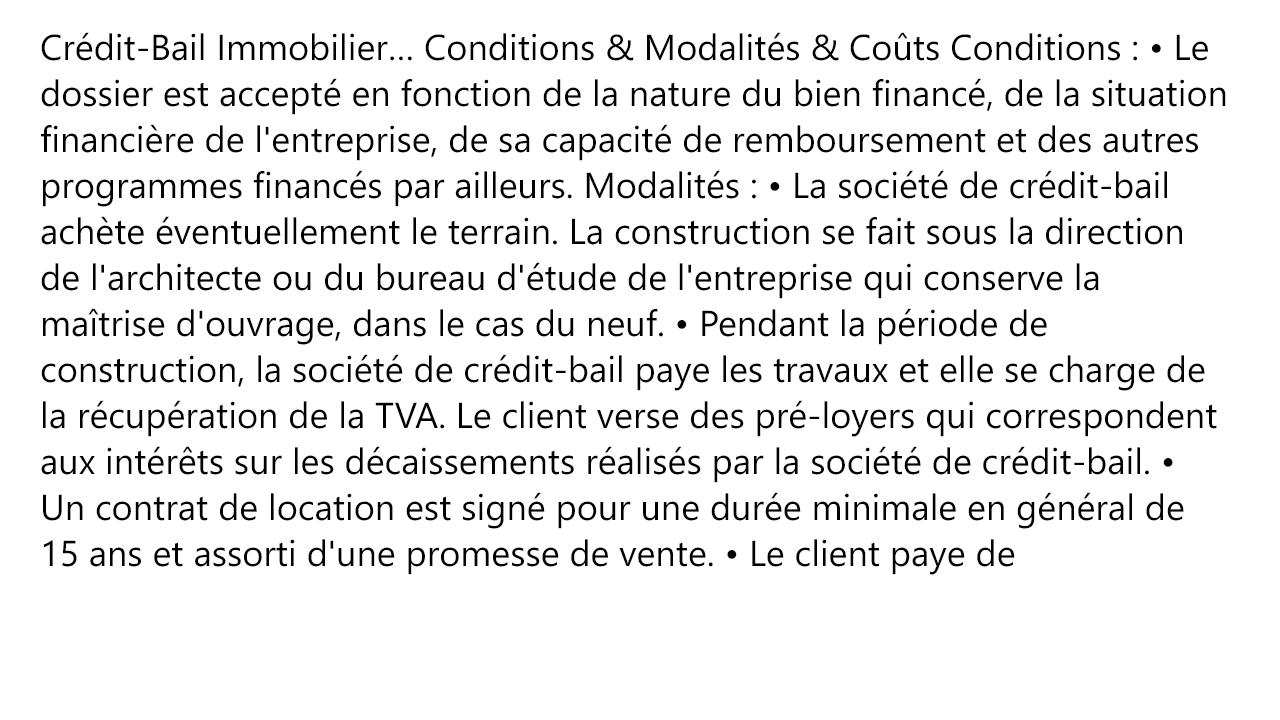 Crédit-Bail Immobilier... Conditions & Modalités & Coûts Conditions : • Le
dossier est accepté en fonction de la nature du bien financé, de la situation
financière de l'entreprise, de sa capacité de remboursement et des autres
programmes financés par ailleurs. Modalités : • La société de crédit-bail
achète éventuellement le terrain. La construction se fait sous la direction
de l'architecte ou du bureau d'étude de l'entreprise qui conserve la
maîtrise d'ouvrage, dans le cas du neuf. • Pendant la période de
construction, la société de crédit-bail paye les travaux et elle se charge de
la récupération de la TVA. Le client verse des pré-loyers qui correspondent
aux intérêts sur les décaissements réalisés par la société de crédit-bail. •
Un contrat de location est signé pour une durée minimale en général de
15 ans et assorti d'une promesse de vente. • Le client paye de